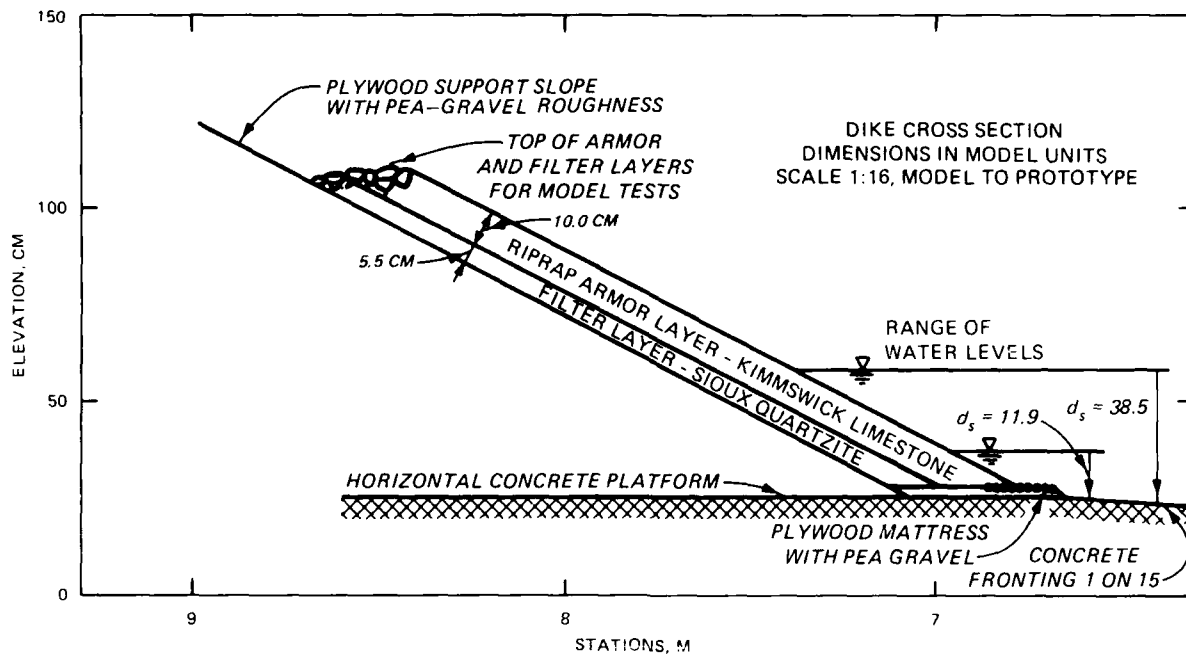 150
100
50
0
ELEVATION, CM
9
8
7
STATIONS, M
PLYWOOD SUPPORT SLOPE
WITH PEA-GRAVEL ROUGHNESS
TOP OF ARMOR
AND FILTER LAYERS
FOR MODEL TESTS
DIKE CROSS SECTION
DIMENSIONS IN MODEL UNITS
SCALE 1:16, MODEL TO PROTOTYPE
10.0 CM
5.5 CM
RIPRAP ARMOR LAYER - KIMMSWICK LIMESTONE
FILTER LAYER - SIOUX QUARTZITE
RANGE OF
WATER LEVELS
d_s = 11.9
d_s = 38.5
HORIZONTAL CONCRETE PLATFORM
PLYWOOD MATTRESS
WITH PEA GRAVEL
CONCRETE
FRONTING 1 ON 15